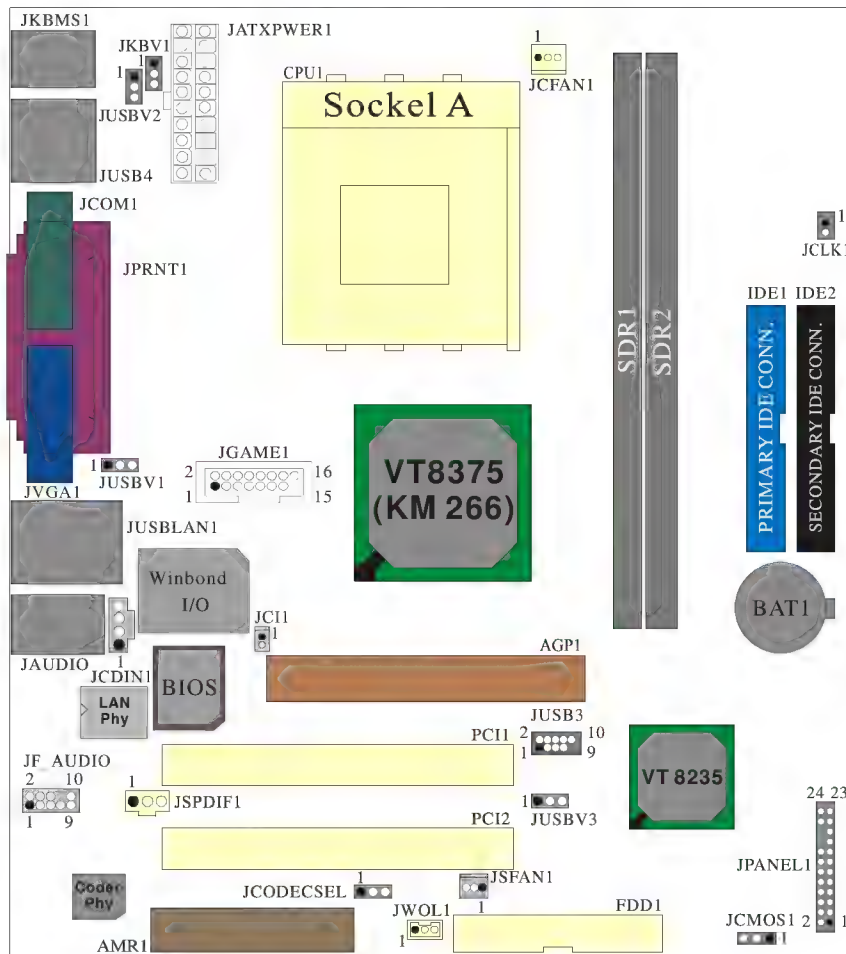 JKBMS1
JATXPWER1
JKBV1
1
1
JUSBV2
JUSB4
CPU1
Sockel A
1
JCFAN1
JCOM1
JPRNT1
1
JCLK1
IDE1 IDE2
PRIMARY IDE CONN.
SECONDARY IDE CONN.
SDR1
SDR2
JGAME1
2 16
1 15
1
JUSBV1
JVGA1
VT8375
(KM 266)
JUSBLAN1
Winbond
I/O
JCI1
1
BAT1
JAUDIO
1
JCDIN1
AGP1
LAN
Phy
BIOS
JUSB3
2 10
1 9
PCI1
VT 8235
JF AUDIO
2 10
1 9
1
JSPDIF1
1
JUSBV3
PCI2
24 23
JPANEL1
2 1
Codec
Phy
1
JCODECSEL
JSFAN1
1
JWOL1
1
FDD1
JCMOS1
1
AMR1